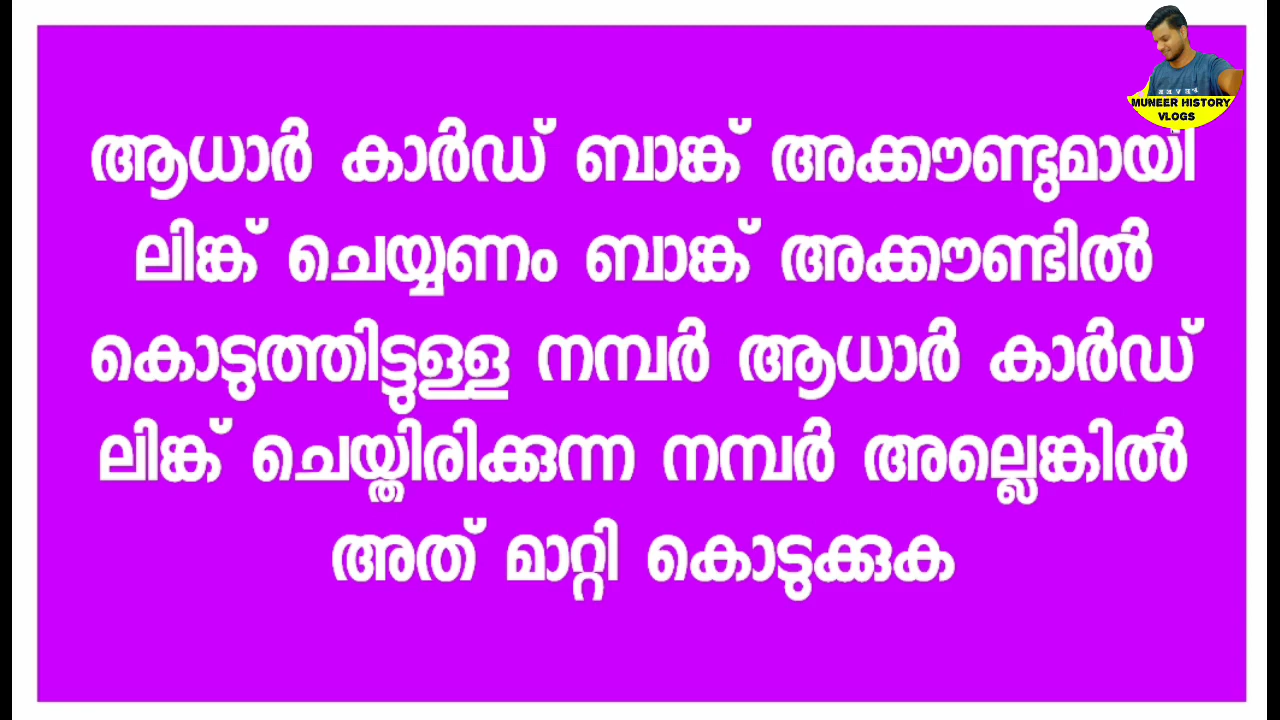 MUNEER HISTORY
VLOGS
ആധാർ കാർഡ് ബാങ്ക് അക്കൗണ്ടുമായി
ലിങ്ക് ചെയ്യണം ബാങ്ക് അക്കൗണ്ടിൽ
കൊടുത്തിട്ടുള്ള നമ്പർ ആധാർ കാർഡ്
ലിങ്ക് ചെയ്തിരിക്കുന്ന നമ്പർ അല്ലെങ്കിൽ
അത് മാറ്റി കൊടുക്കുക